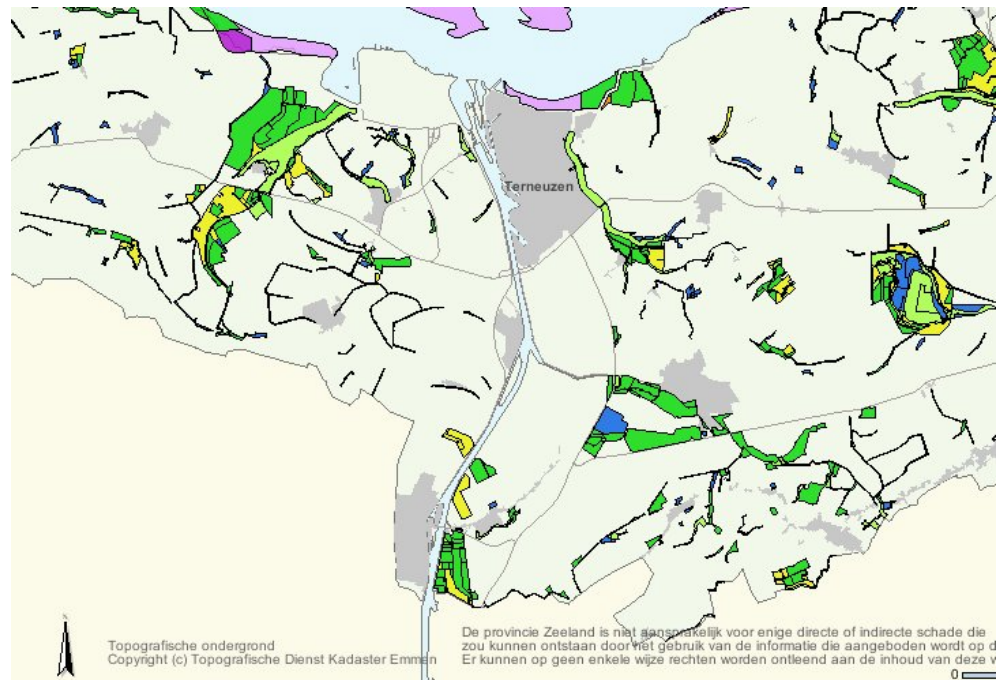 Terneuzen
Topografische ondergrond
Copyright (c) Topografische Dienst Kadaster Emmen
De provincie Zeeland is niet aansprakelijk voor enige directe of indirecte schade die
zou kunnen ontstaan door het gebruik van de informatie die aangeboden wordt op d
Er kunnen op geen enkele wijze rechten worden ontleend aan de inhoud van deze w
0